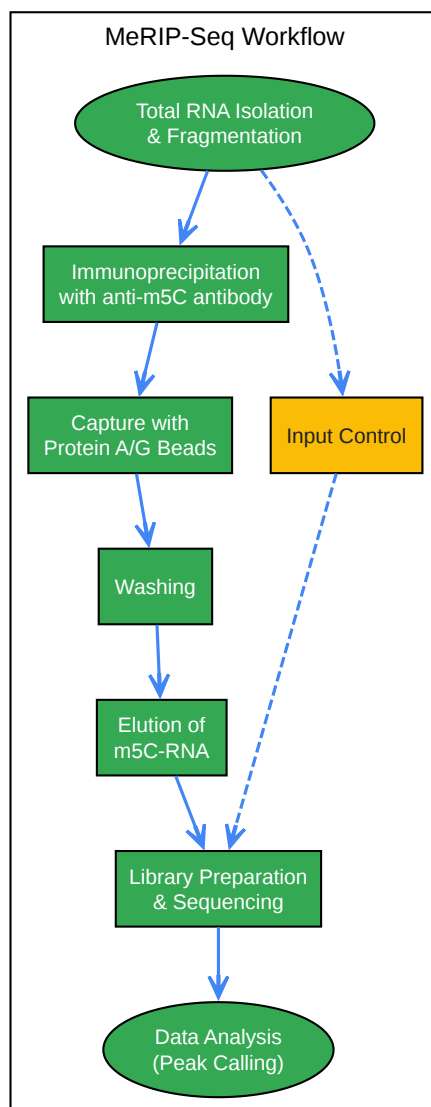 MeRIP-Seq Workflow
Total RNA Isolation
& Fragmentation
Immunoprecipitation
with anti-m5C antibody
Capture with
Protein A/G Beads
Input Control
Washing
Elution of
m5C-RNA
Library Preparation
& Sequencing
Data Analysis
(Peak Calling)